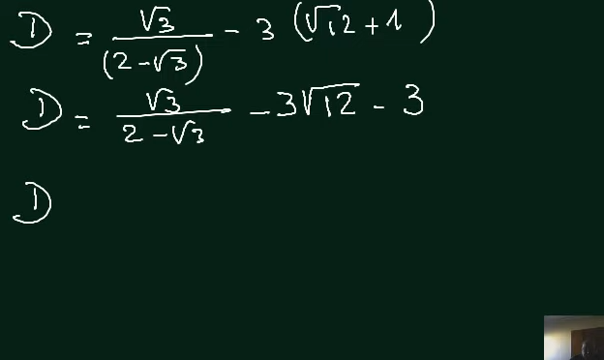 D = √3/(2-√3) - 3(√12 + 1)
D = √3/2-√3 - 3√12 - 3
D